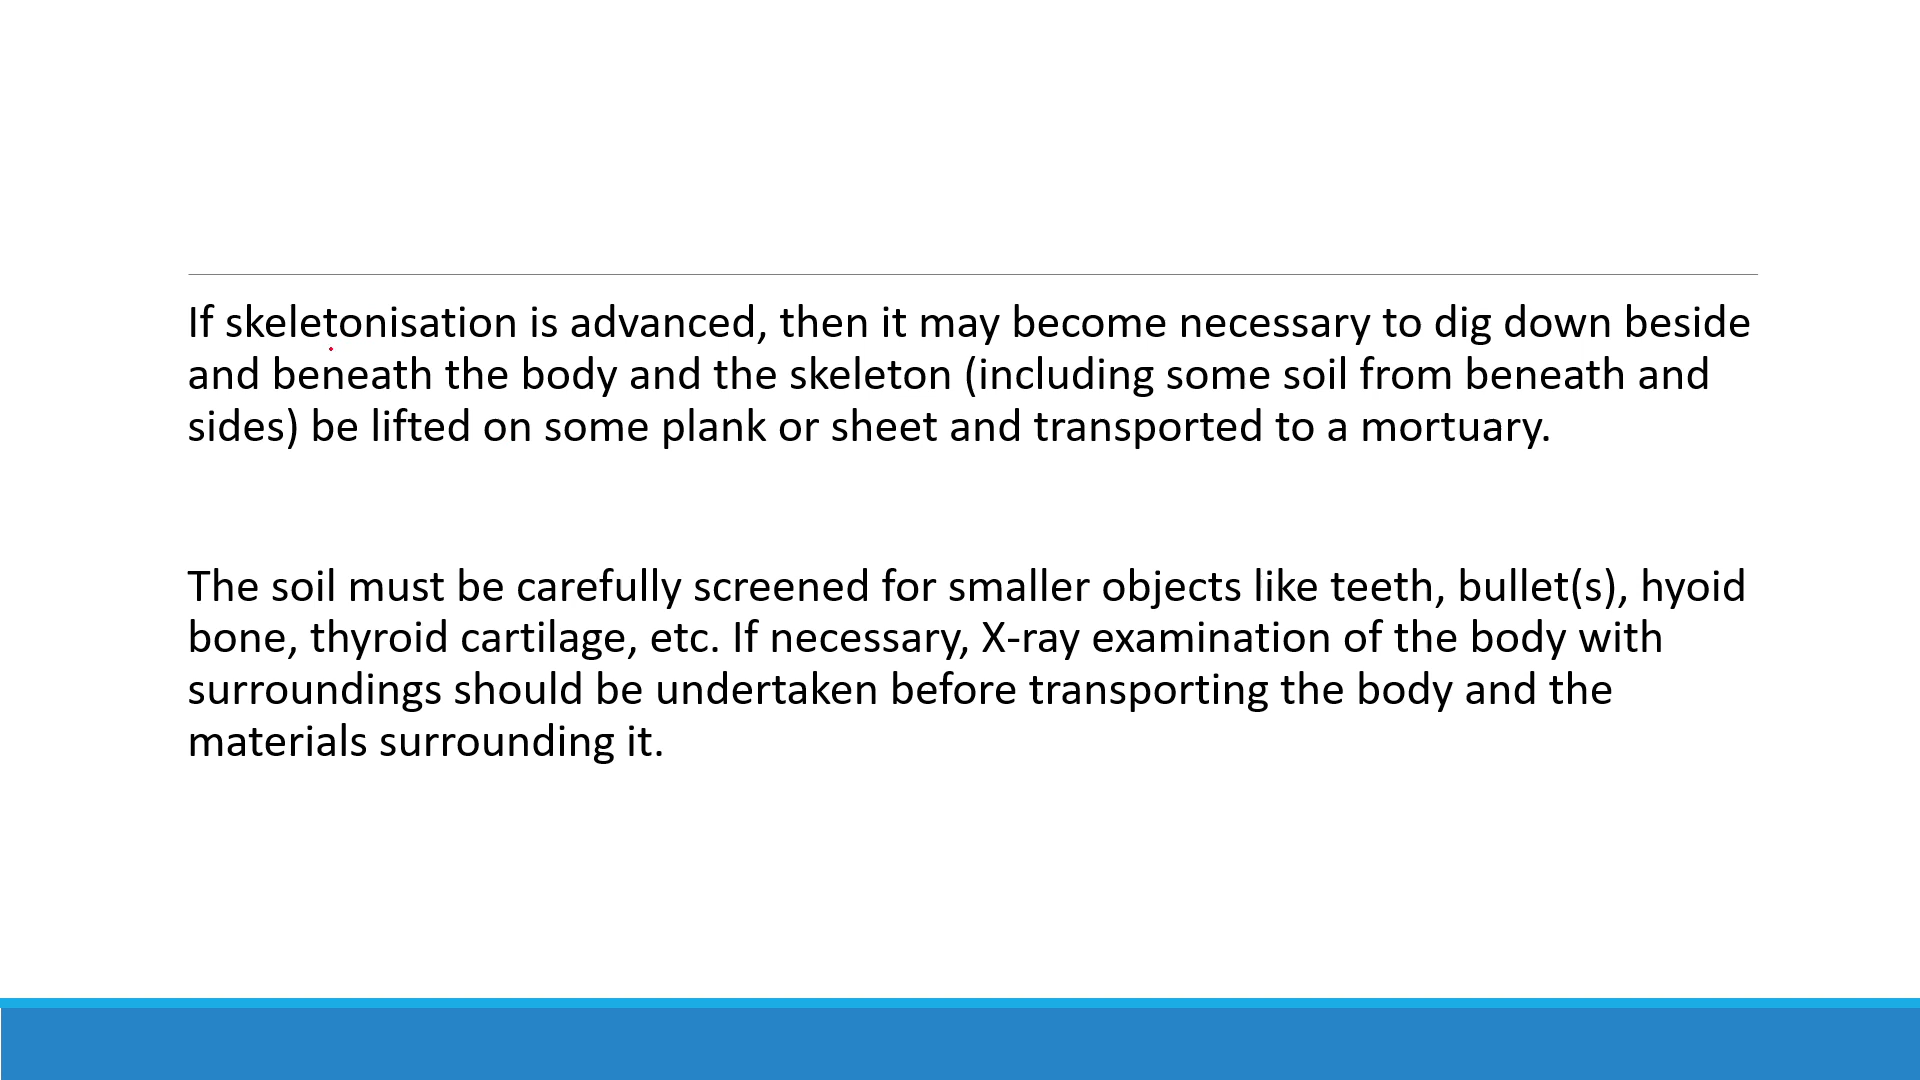 If skeletonisation is advanced, then it may become necessary to dig down beside
and beneath the body and the skeleton (including some soil from beneath and
sides) be lifted on some plank or sheet and transported to a mortuary.
The soil must be carefully screened for smaller objects like teeth, bullet(s), hyoid
bone, thyroid cartilage, etc. If necessary, X-ray examination of the body with
surroundings should be undertaken before transporting the body and the
materials surrounding it.